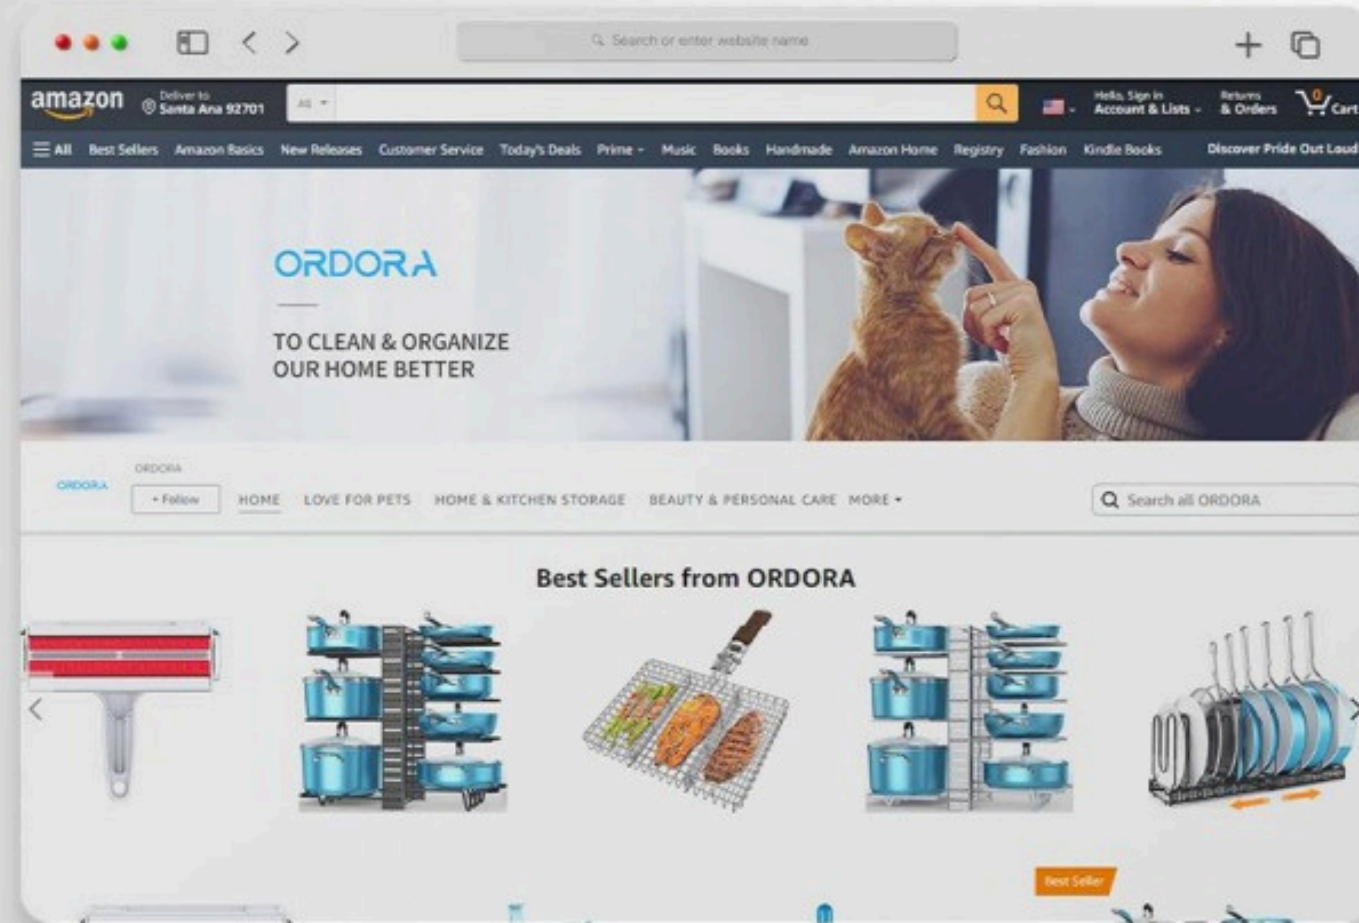 Search or enter website name
amazon
Deliver to
Santa Ana 92701
All
Hello, Sign in
Account & Lists
Returns
& Orders
0
Cart
All Best Sellers Amazon Basics New Releases Customer Service Today's Deals Prime Music Books Handmade Amazon Home Registry Fashion Kindle Books Discover Pride Out Loud
ORDORA
TO CLEAN & ORGANIZE
OUR HOME BETTER
ORDORA
ORDORA
+ Follow HOME LOVE FOR PETS HOME & KITCHEN STORAGE BEAUTY & PERSONAL CARE MORE
Search all ORDORA
Best Sellers from ORDORA
Best Seller